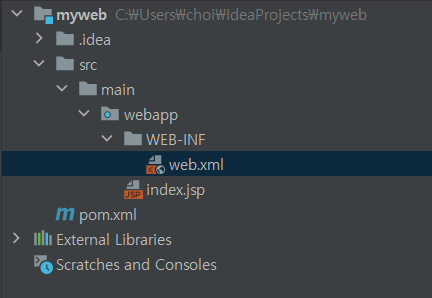 myweb C:₩Users₩choi₩IdeaProjects₩myweb
.idea
src
main
webapp
WEB-INF
web.xml
JSP index.jsp
m pom.xml
External Libraries
Scratches and Consoles